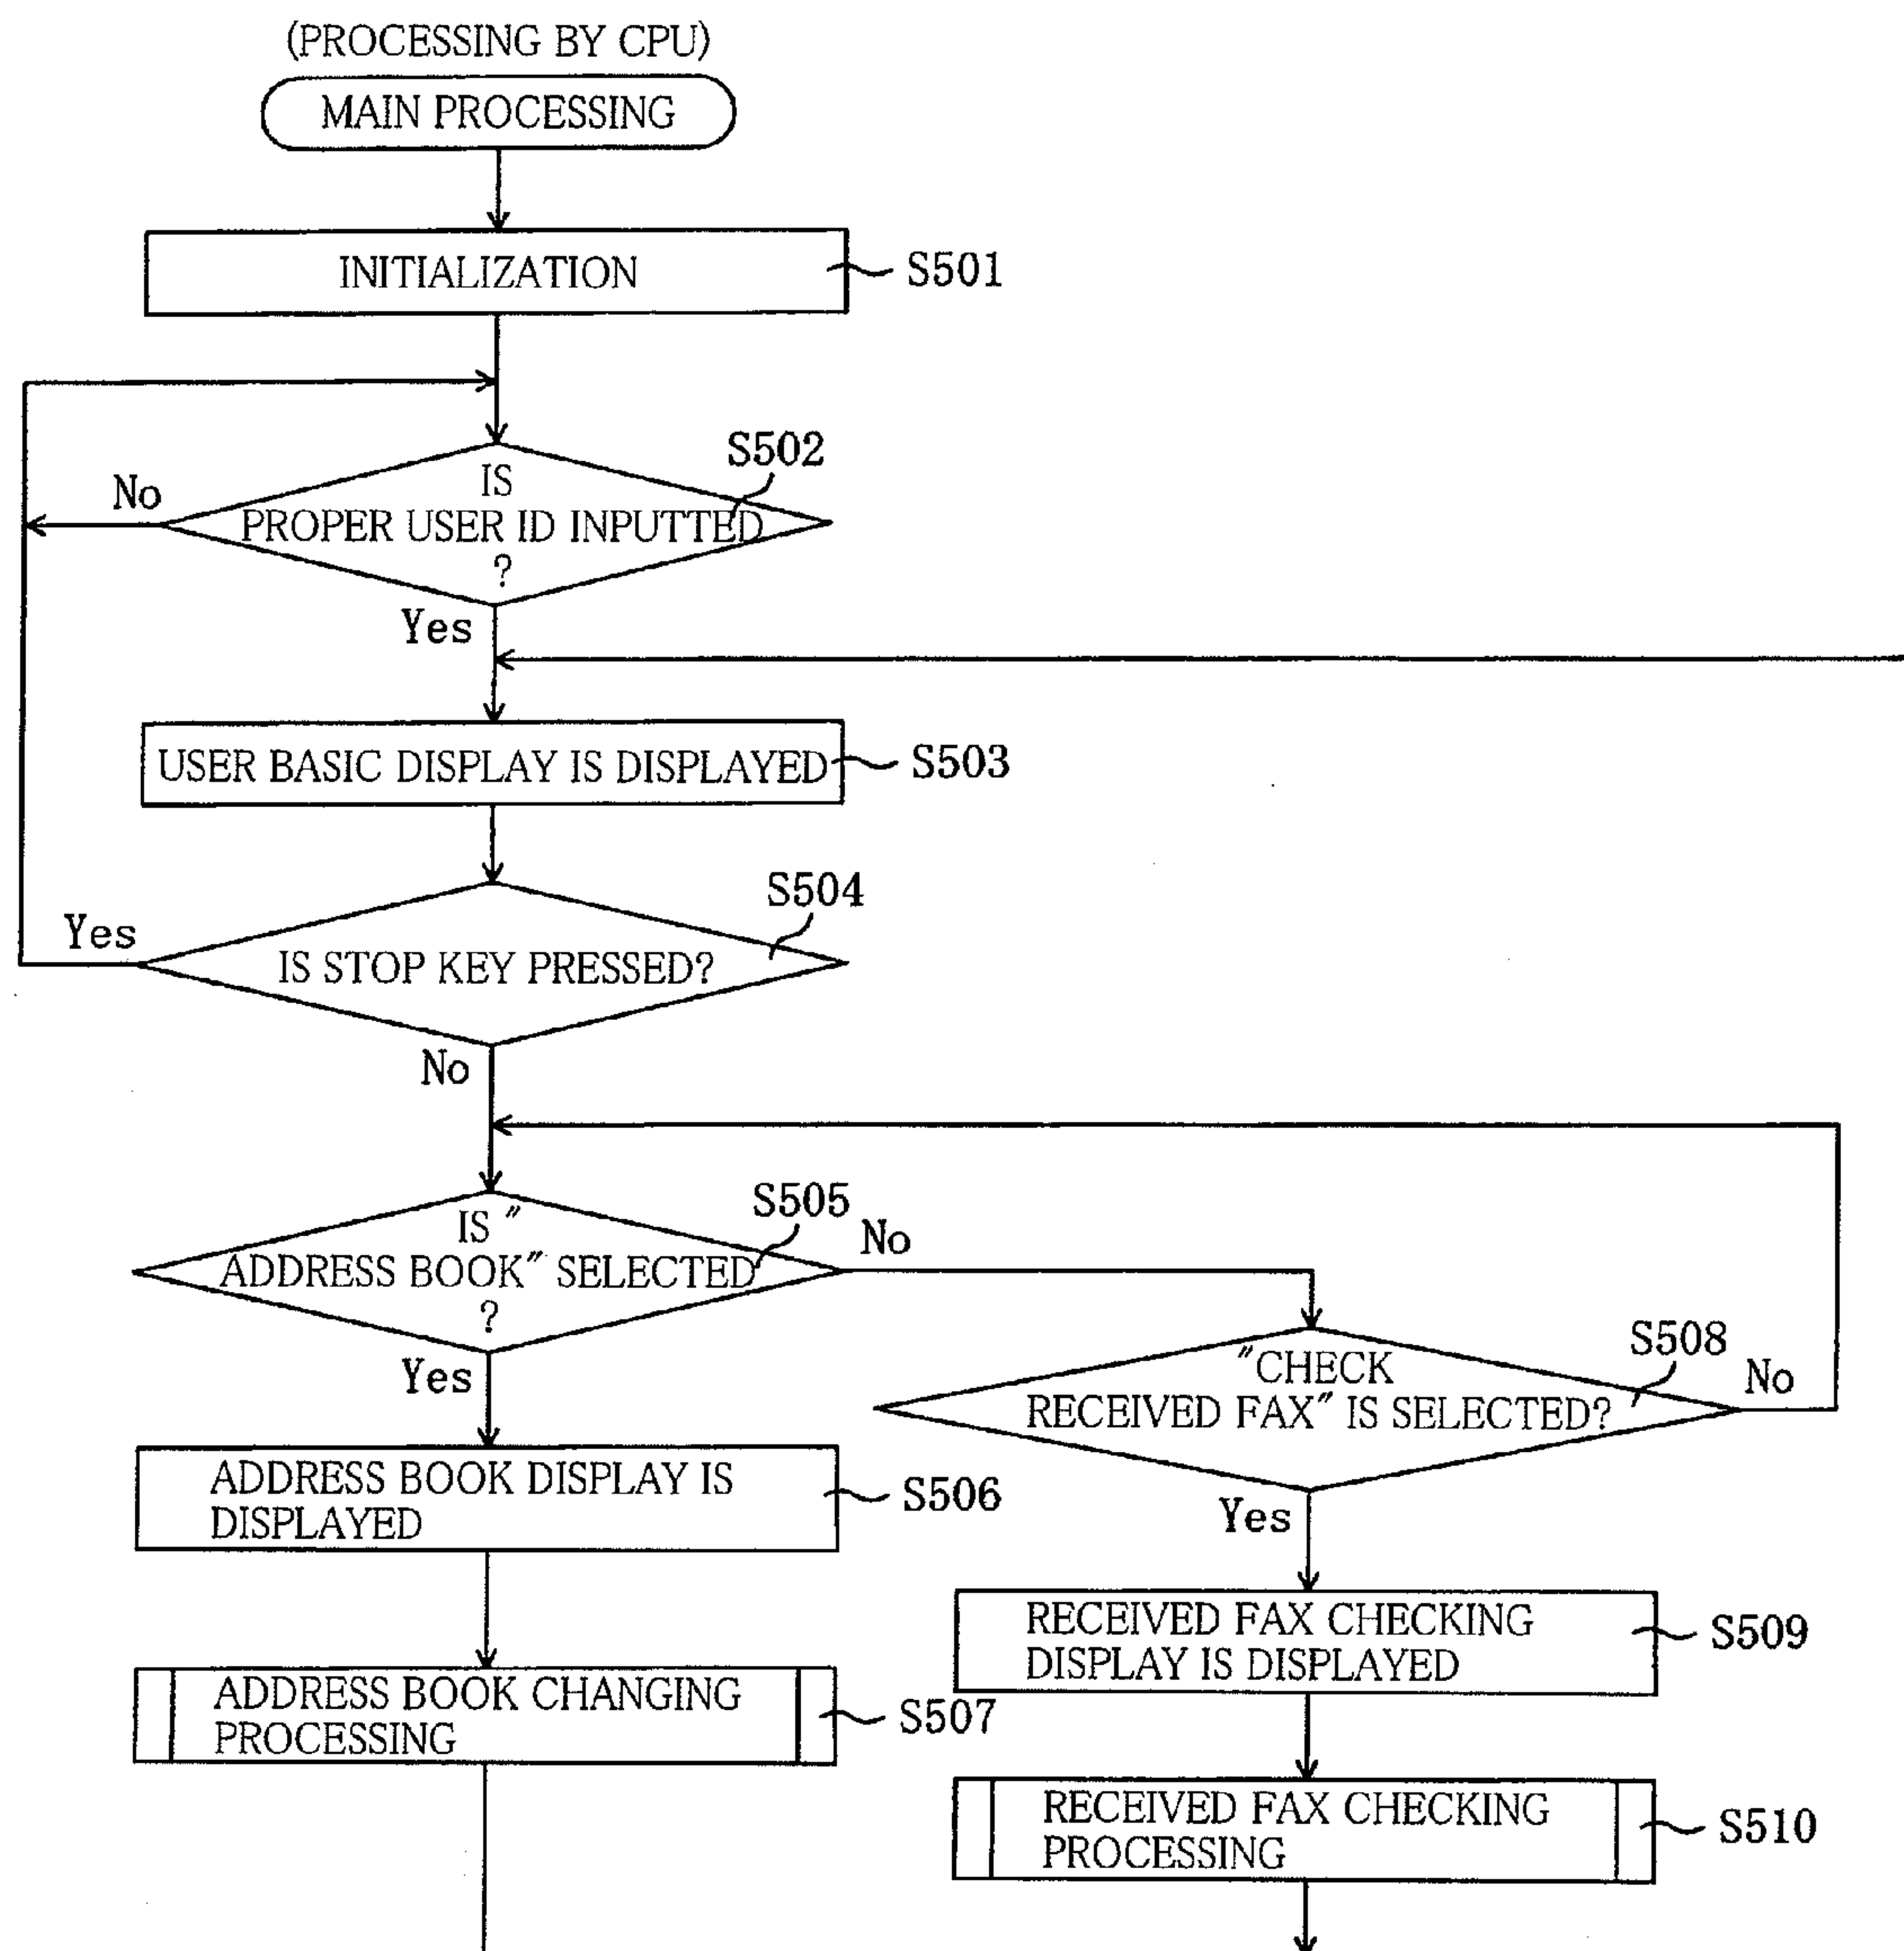 (PROCESSING BY CPU)
MAIN PROCESSING
INITIALIZATION
S501
S502
No
IS
PROPER USER ID INPUTTED
?
Yes
USER BASIC DISPLAY IS DISPLAYED
S503
S504
Yes
IS STOP KEY PRESSED?
No
S505
IS "
ADDRESS BOOK" SELECTED
?
No
Yes
S508
"CHECK
RECEIVED FAX" IS SELECTED?
No
Yes
ADDRESS BOOK DISPLAY IS
DISPLAYED
S506
RECEIVED FAX CHECKING
DISPLAY IS DISPLAYED
S509
ADDRESS BOOK CHANGING
PROCESSING
S507
RECEIVED FAX CHECKING
PROCESSING
S510